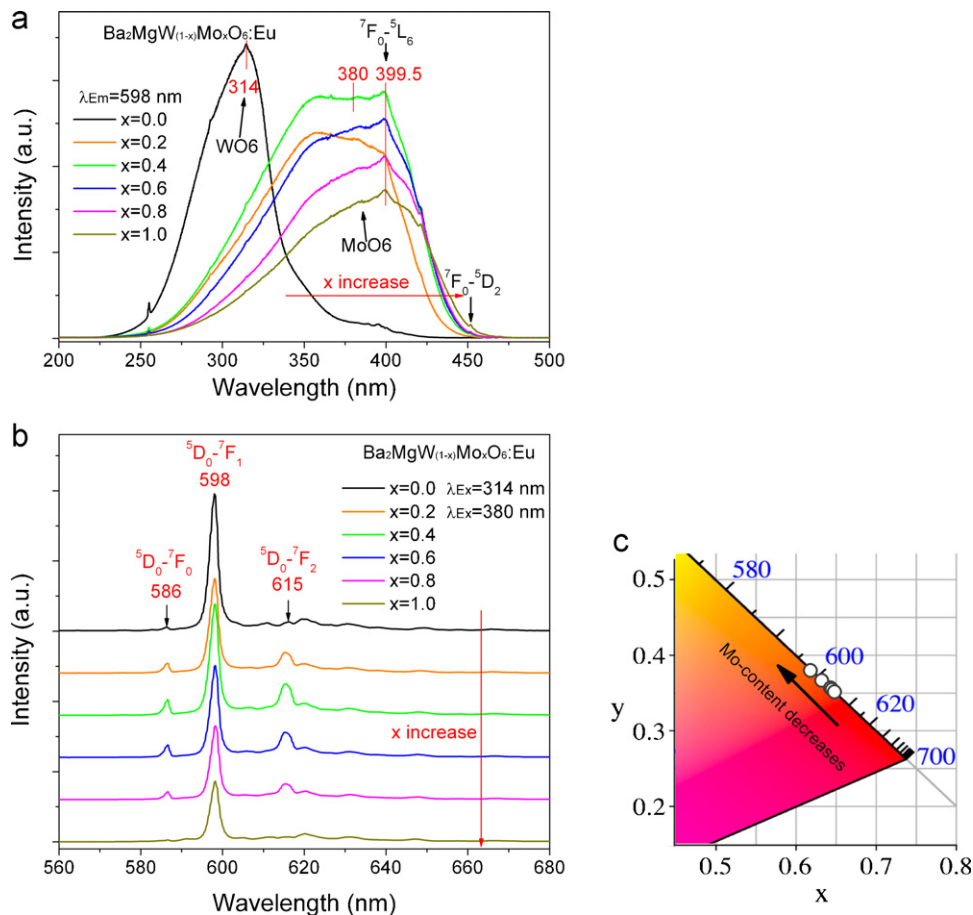 a
Ba₂MgW₍₁₋ₓ₎MoₓO₆:Eu
⁷F₀-⁵L₆
314
380
399.5
λEm=598 nm
x=0.0
x=0.2
x=0.4
x=0.6
x=0.8
x=1.0
WO6
MoO6
x increase
⁷F₀-⁵D₂
Intensity (a.u.)
200 250 300 350 400 450 500
Wavelength (nm)
b
⁵D₀-⁷F₁
598
⁵D₀-⁷F₀
586
⁵D₀-⁷F₂
615
Ba₂MgW₍₁₋ₓ₎MoₓO₆:Eu
x=0.0 λEx=314 nm
x=0.2 λEx=380 nm
x=0.4
x=0.6
x=0.8
x=1.0
x increase
Intensity (a.u.)
560 580 600 620 640 660 680
Wavelength (nm)
c
0.5
0.4
0.3
0.2
y
580
600
620
700
Mo-content decreases
0.5 0.6 0.7 0.8
x